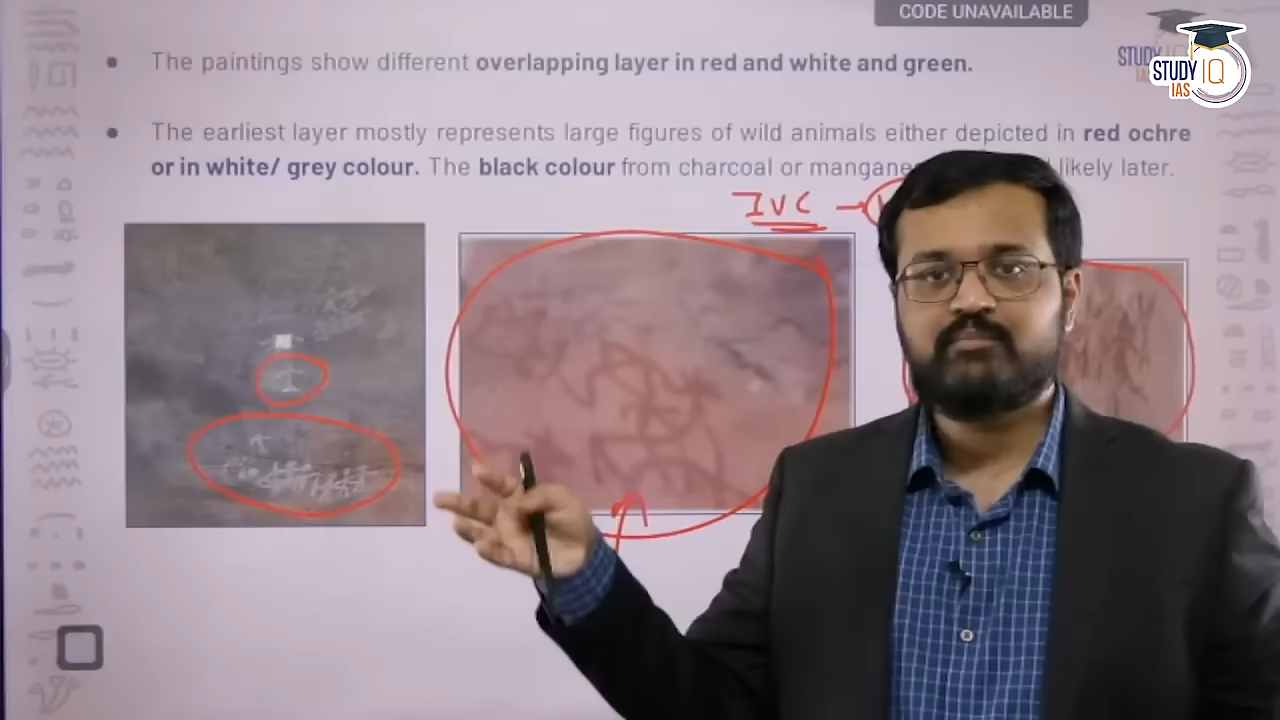 CODE UNAVAILABLE
STUDY
STUDY IQ
IAS
The paintings show different overlapping layer in red and white and green.
The earliest layer mostly represents large figures of wild animals either depicted in red ochre
or in white/ grey colour. The black colour from charcoal or likely later.
IVC